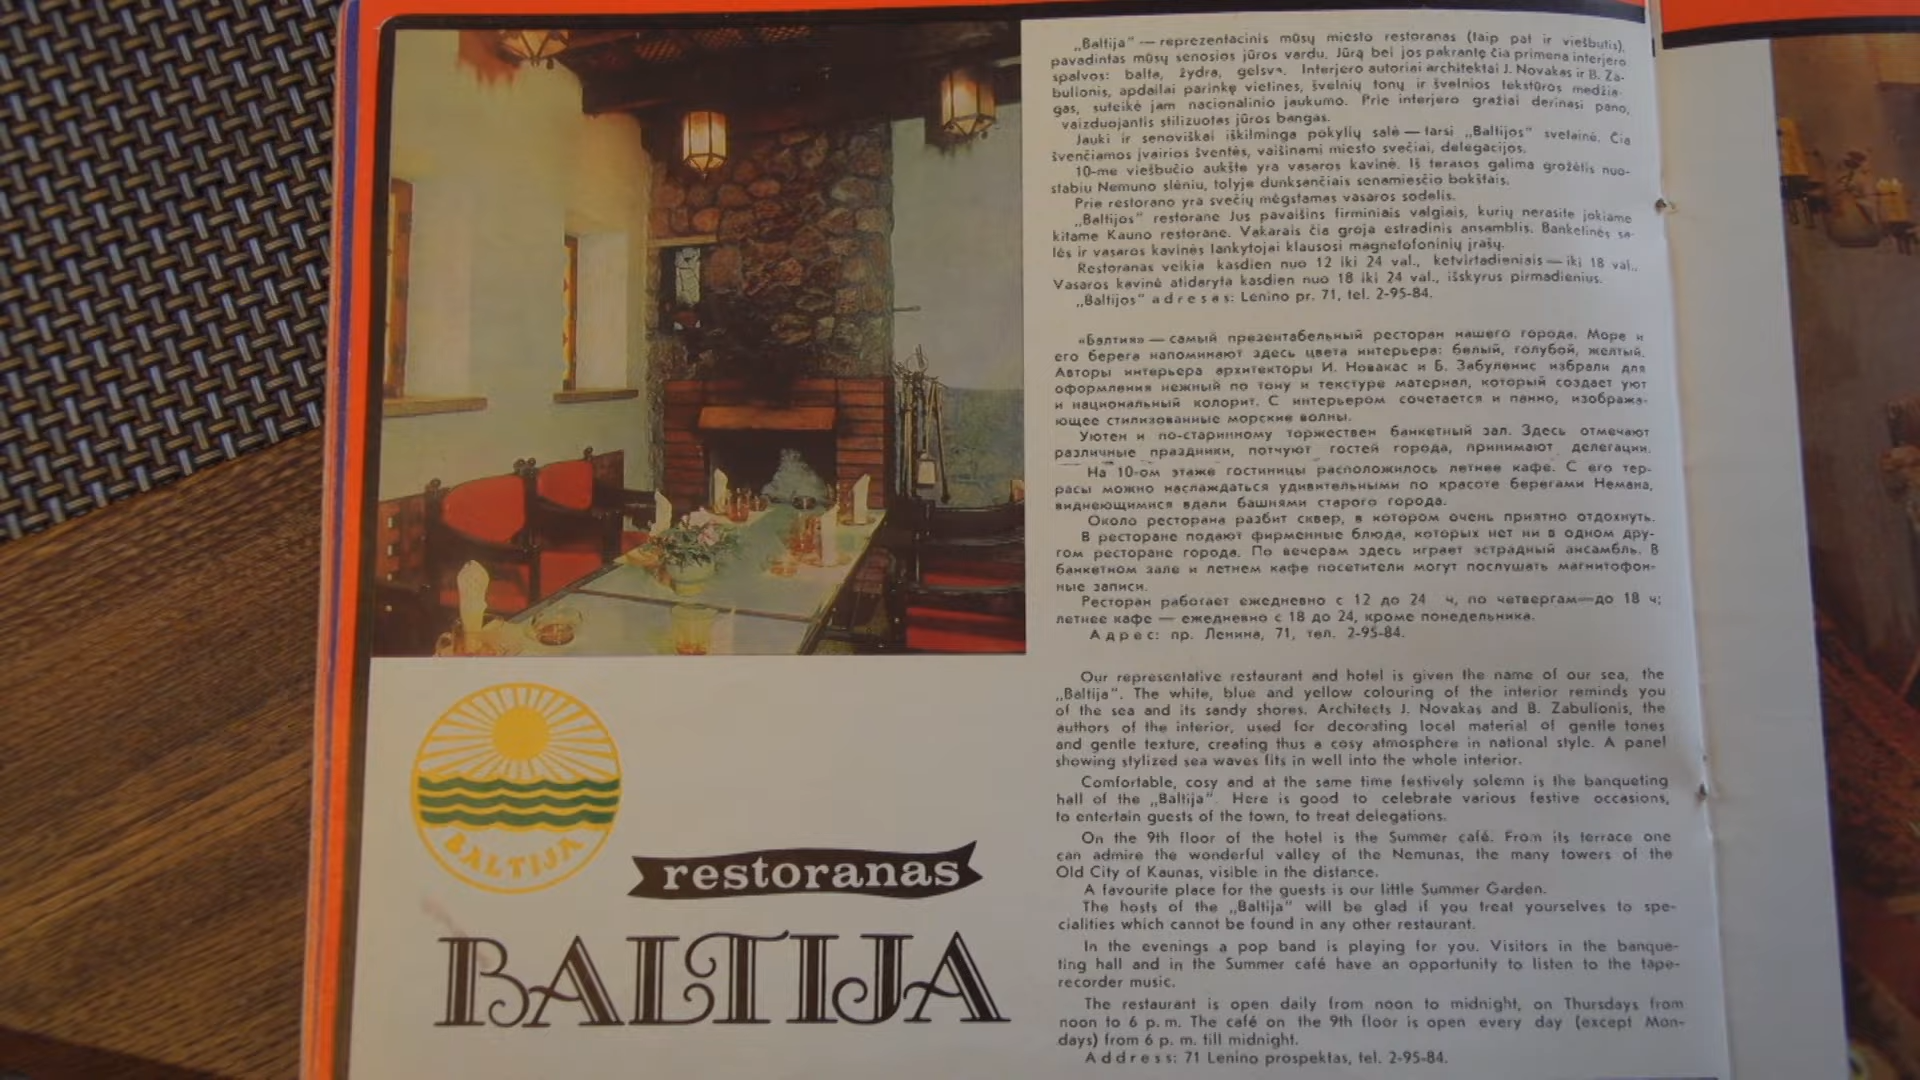 „Baltija" — reprezentacinis mūsų miesto restoranas (taip pat ir viešbutis),
pavadintas mūsų senosios jūros vardu. Jūrą bei jos pakrantę čia primena interjero
spalvos: balta, žydra, gelsva. Interjero autoriai architektai J. Novakas ir B. Za-
bulionis, apdailai parinkę vietines, švelnių tonų ir švelnios tekstūros medžia-
gas, suteikė jam nacionalinio jaukumo. Prie interjero gražiai derinasi pano,
vaizduojantis stilizuotas jūros bangas.
Jauki ir senoviškai iškilminga pokylių salė — tarsi „Baltijos" svetainė. Čia
švenčiamos įvairios šventės, vaišinami miesto svečiai, delegacijos.
10-me viešbučio aukšte yra vasaros kavinė. Iš terasos galima grožėtis nuo-
stabiu Nemuno slėniu, tolyje dunksančiais senamiesčio bokštais.
Prie restorano yra svečių mėgstamas vasaros sodelis.
„Baltijos" restorane Jus pavaišins firminiais valgiais, kurių nerasite jokiame
kitame Kauno restorane. Vakarais čia groja estradinis ansamblis. Banketinės sa-
lės ir vasaros kavinės lankytojai klausosi magnetofoninių įrašų.
Restoranas veikia kasdien nuo 12 iki 24 val., ketvirtadieniais — iki 18 val..
Vasaros kavinė atidaryta kasdien nuo 18 iki 24 val., išskyrus pirmadienius.
„Baltijos" adresas: Lenino pr. 71, tel. 2-95-84.
«Балтия» — самый презентабельный ресторан нашего города. Море и
его берега напоминают здесь цвета интерьера: белый, голубой, желтый.
Авторы интерьера архитекторы И. Новакас и Б. Забуленис избрали для
оформления нежный по тону и текстуре материал, который создает уют
и национальный колорит. С интерьером сочетается и панно, изобража-
ющее стилизованные морские волны.
Уютен и по-старинному торжествен банкетный зал. Здесь отмечают
различные праздники, потчуют гостей города, принимают делегации.
На 10-ом этаже гостиницы расположилось летнее кафе. С его тер-
расы можно наслаждаться удивительными по красоте берегами Немана,
виднеющимися вдали башнями старого города.
Около ресторана разбит сквер, в котором очень приятно отдохнуть.
В ресторане подают фирменные блюда, которых нет ни в одном дру-
гом ресторане города. По вечерам здесь играет эстрадный ансамбль. В
банкетном зале и летнем кафе посетители могут послушать магнитофон-
ные записи.
Ресторан работает ежедневно с 12 до 24 ч, по четвергам—до 18 ч;
летнее кафе — ежедневно с 18 до 24, кроме понедельника.
Адрес: пр. Ленина, 71, тел. 2-95-84.
Our representative restaurant and hotel is given the name of our sea, the
„Baltija". The white, blue and yellow colouring of the interior reminds you
of the sea and its sandy shores. Architects J. Novakas and B. Zabulionis, the
authors of the interior, used for decorating local material of gentle tones
and gentle texture, creating thus a cosy atmosphere in national style. A panel
showing stylized sea waves fits in well into the whole interior.
Comfortable, cosy and at the same time festively solemn is the banqueting
hall of the „Baltija". Here is good to celebrate various festive occasions,
to entertain guests of the town, to treat delegations.
On the 9th floor of the hotel is the Summer café. From its terrace one
can admire the wonderful valley of the Nemunas, the many towers of the
Old City of Kaunas, visible in the distance.
A favourite place for the guests is our little Summer Garden.
The hosts of the „Baltija" will be glad if you treat yourselves to spe-
cialities which cannot be found in any other restaurant.
In the evenings a pop band is playing for you. Visitors in the banque-
ting hall and in the Summer café have an opportunity to listen to the tape-
recorder music.
The restaurant is open daily from noon to midnight, on Thursdays from
noon to 6 p. m. The café on the 9th floor is open every day (except Mon-
days) from 6 p. m. till midnight.
Address: 71 Lenino prospektas, tel. 2-95-84.
BALTIJA
restoranas
BALTIJA